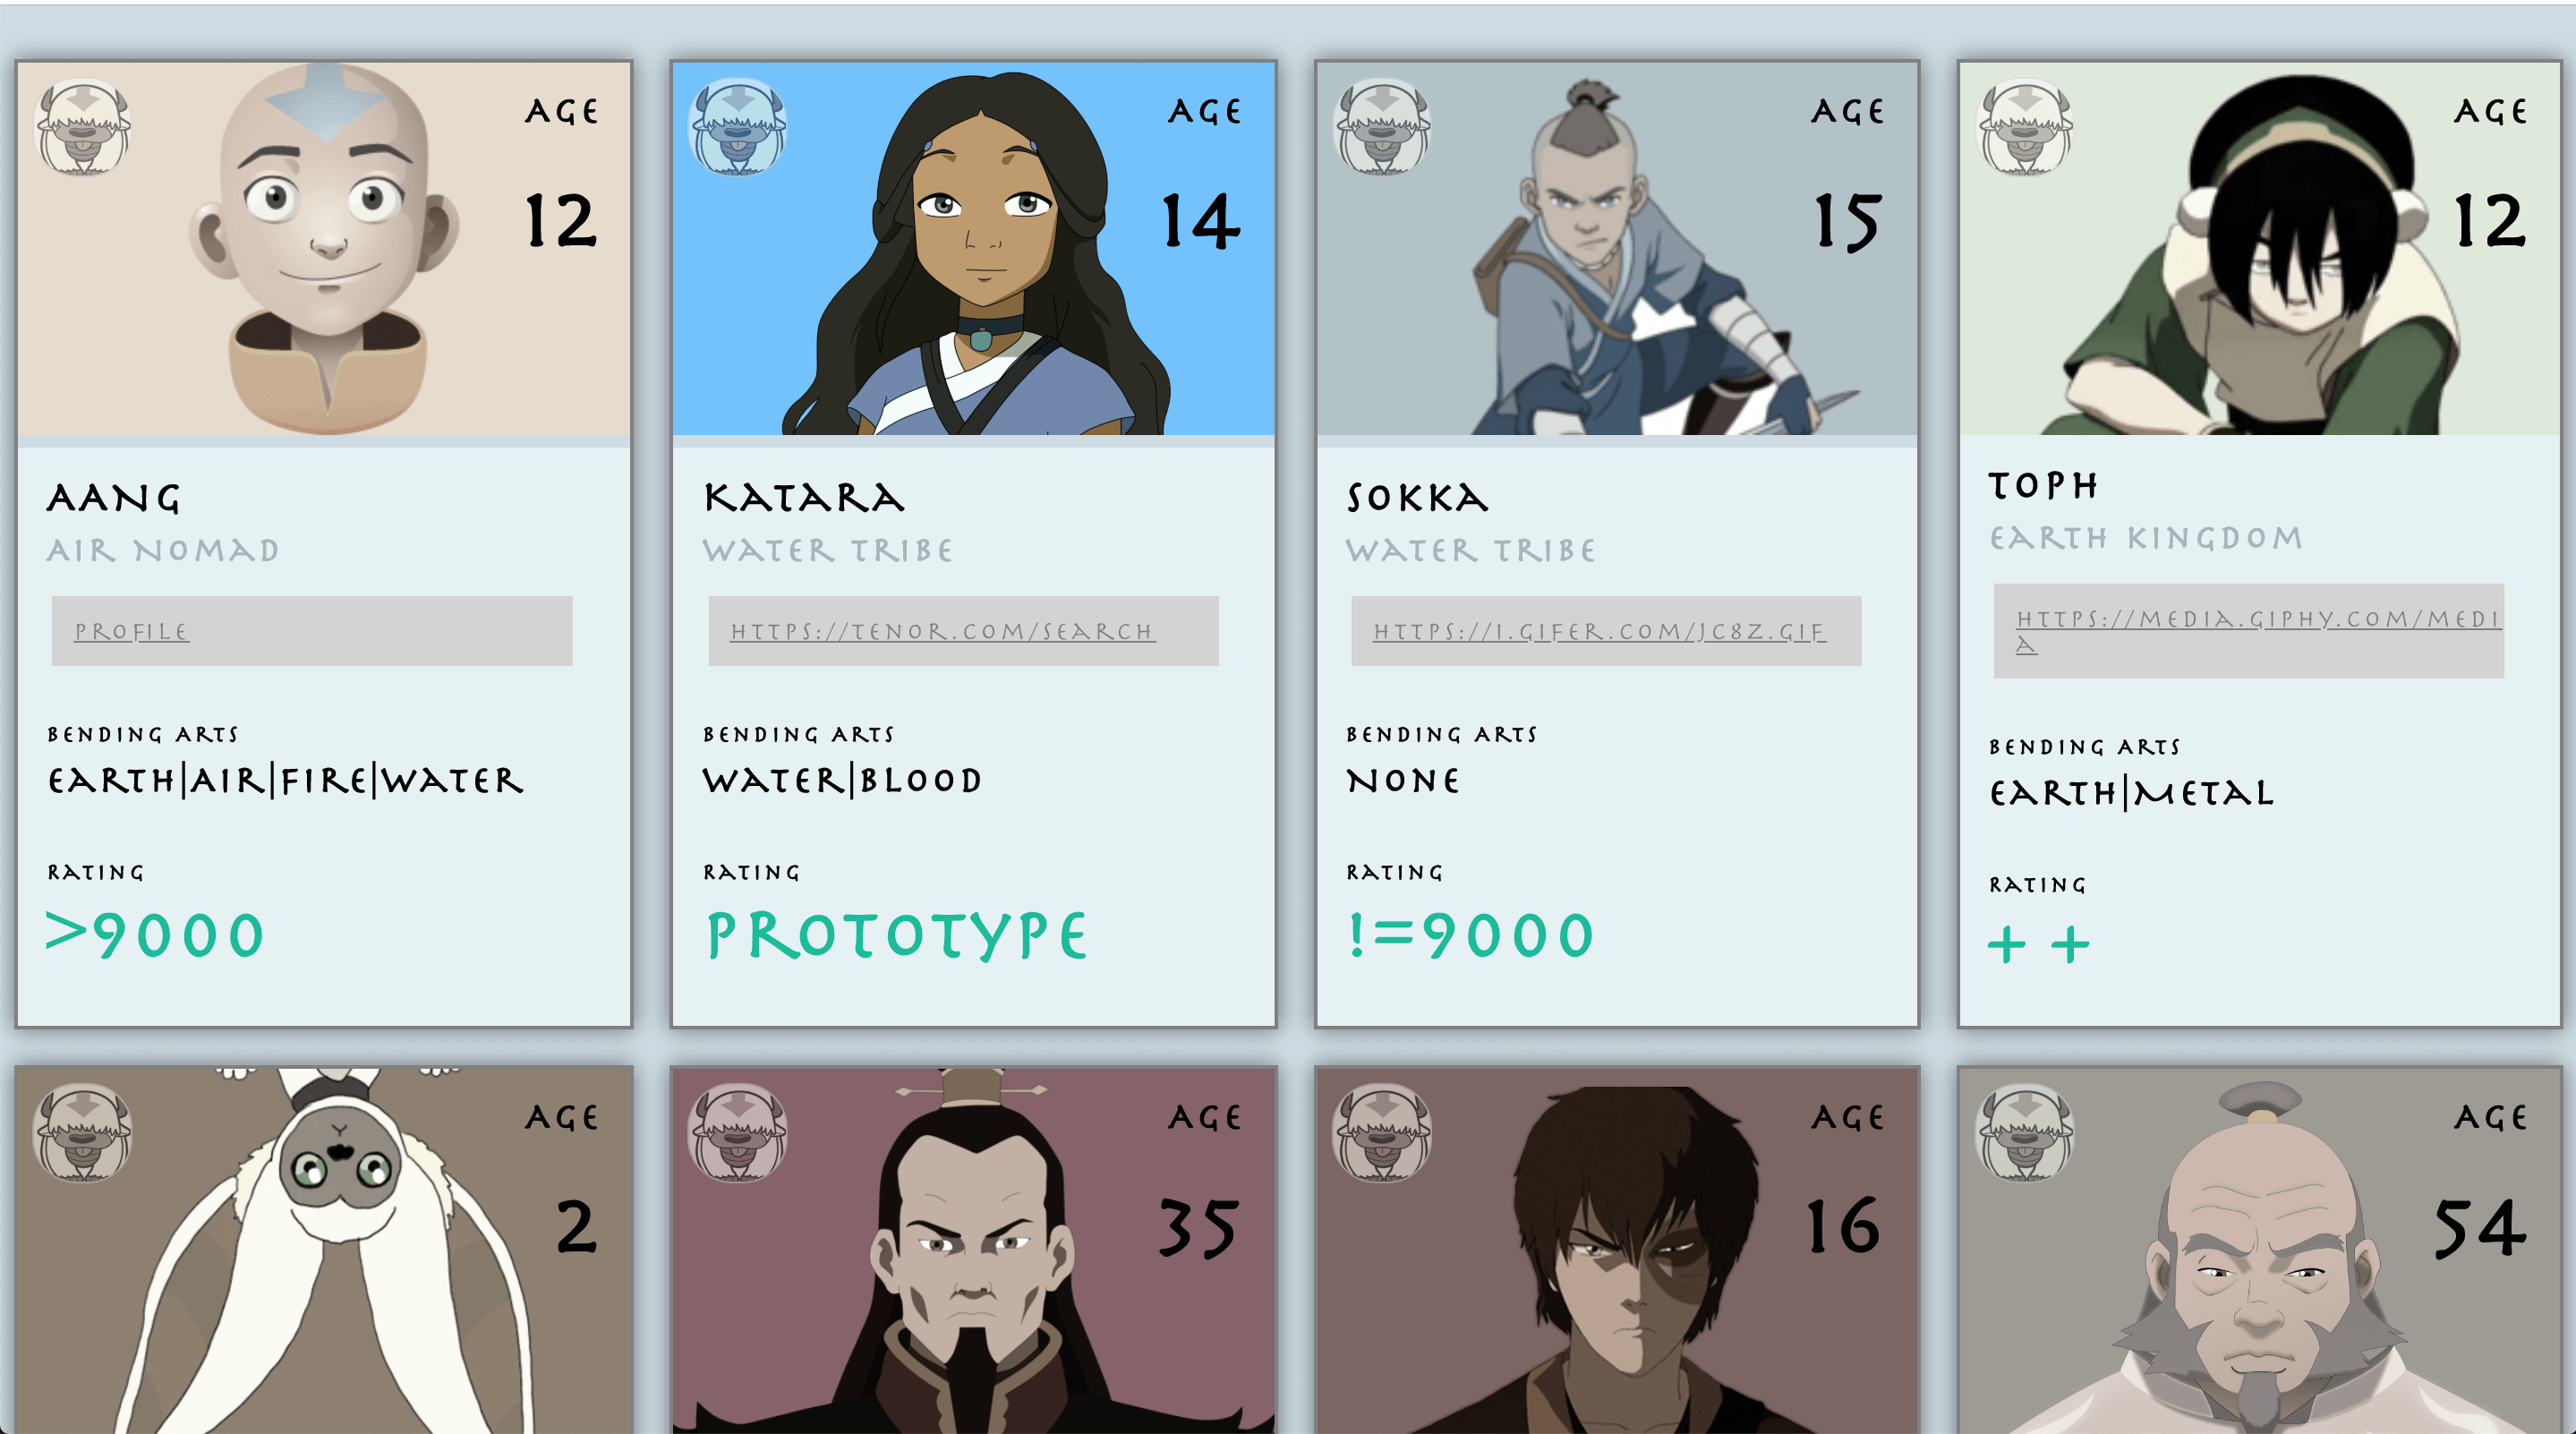 AGE
12
AANG
AIR NOMAD
PROFILE
BENDING ARTS
EARTH|AIR|FIRE|WATER
RATING
>9000
AGE
14
KATARA
WATER TRIBE
HTTPS://TENOR.COM/SEARCH
BENDING ARTS
WATER|BLOOD
RATING
PROTOTYPE
AGE
15
SOKKA
WATER TRIBE
HTTPS://I.GIFER.COM/JC8Z.GIF
BENDING ARTS
NONE
RATING
!=9000
AGE
12
TOPH
EARTH KINGDOM
HTTPS://MEDIA.GIPHY.COM/MEDI
A
BENDING ARTS
EARTH|METAL
RATING
++
AGE
2
AGE
35
AGE
16
AGE
54